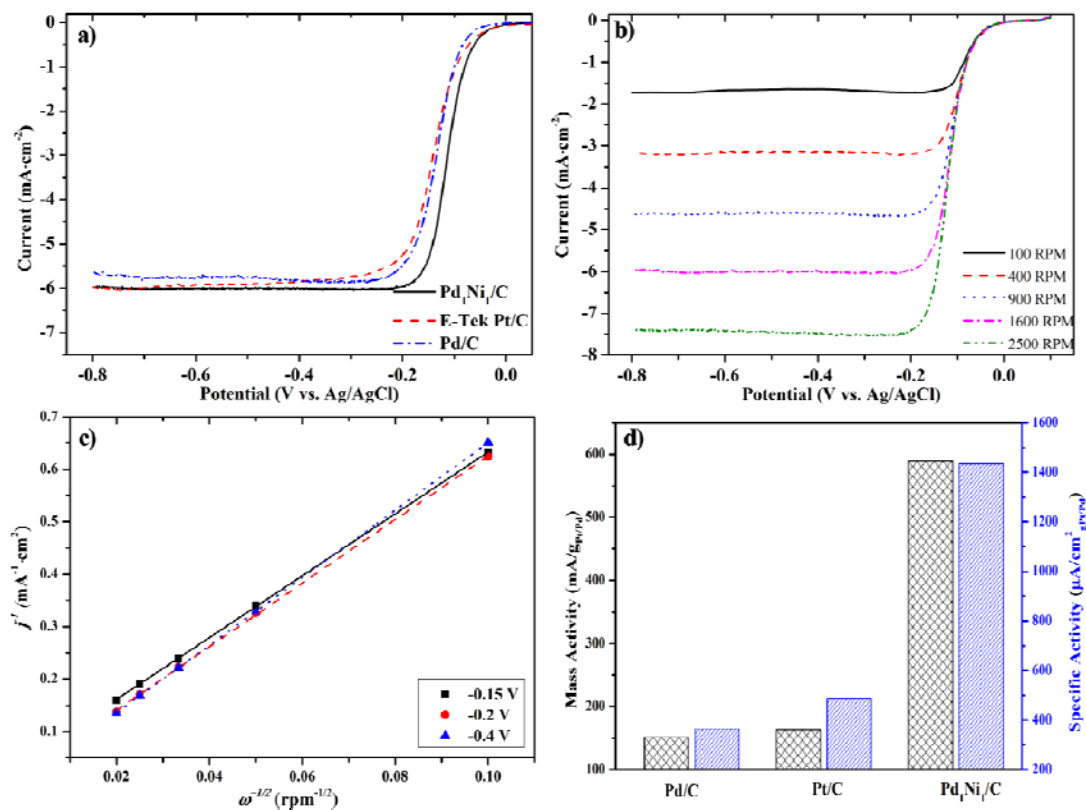 a)
0
-1
-2
-3
-4
-5
-6
-7
Current (mA·cm⁻²)
Pd₁Ni₁/C
E-Tek Pt/C
Pd/C
-0.8 -0.6 -0.4 -0.2 0.0
Potential (V vs. Ag/AgCl)
b)
0
-1
-2
-3
-4
-5
-6
-7
-8
Current (mA·cm⁻²)
100 RPM
400 RPM
900 RPM
1600 RPM
2500 RPM
-0.8 -0.6 -0.4 -0.2 0.0
Potential (V vs. Ag/AgCl)
c)
0.7
0.6
0.5
0.4
0.3
0.2
0.1
j⁻¹ (mA⁻¹·cm²)
-0.15 V
-0.2 V
-0.4 V
0.02 0.04 0.06 0.08 0.10
ω⁻¹/² (rpm⁻¹/²)
d)
600
500
400
300
200
100
Mass Activity (mA/g Pt/Pd)
1600
1400
1200
1000
800
600
400
200
Specific Activity (μA/cm² gPt/Pd)
Pd/C Pt/C Pd₁Ni₁/C